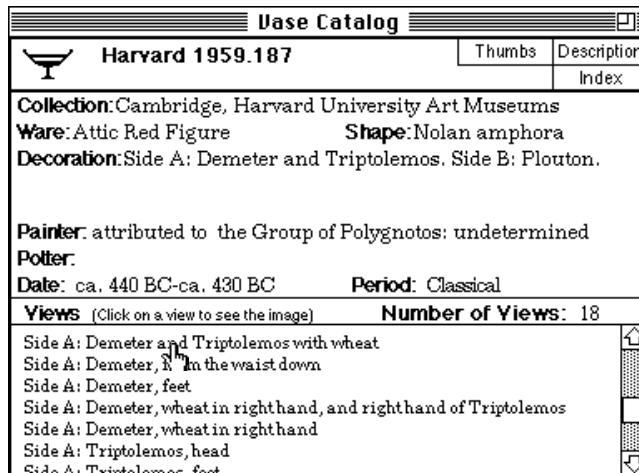 Vase Catalog
Harvard 1959.187
Thumbs
Description
Index
Collection: Cambridge, Harvard University Art Museums
Ware: Attic Red Figure Shape: Nolan amphora
Decoration: Side A: Demeter and Triptolemos. Side B: Plouton.
Painter: attributed to the Group of Polygnotos: undetermined
Potter:
Date: ca. 440 BC-ca. 430 BC Period: Classical
Views (Click on a view to see the image) Number of Views: 18
Side A: Demeter and Triptolemos with wheat
Side A: Demeter, from the waist down
Side A: Demeter, feet
Side A: Demeter, wheat in right hand, and right hand of Triptolemos
Side A: Demeter, wheat in right hand
Side A: Triptolemos, head
Side A: Triptolemos, feet